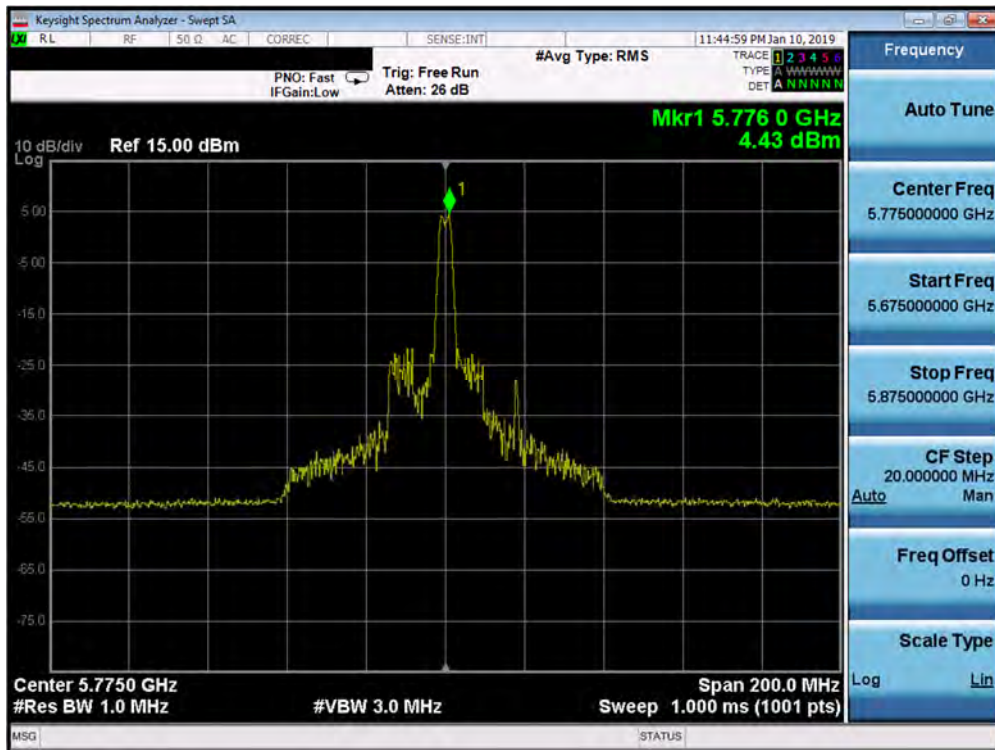 Keysight Spectrum Analyzer - Swept SA
LXI RL RF 50 Ω AC CORREC SENSE:INT 11:44:59 PM Jan 10, 2019
#Avg Type: RMS TRACE 1 2 3 4 5 6
PNO: Fast Trig: Free Run TYPE A WWWWW
IFGain:Low Atten: 26 dB DET A N N N N N
Mkr1 5.776 0 GHz
10 dB/div Ref 15.00 dBm 4.43 dBm
Log
1
5.00
-5.00
-15.0
-25.0
-35.0
-45.0
-55.0
-65.0
-75.0
Center 5.7750 GHz Span 200.0 MHz
#Res BW 1.0 MHz #VBW 3.0 MHz Sweep 1.000 ms (1001 pts)
MSG STATUS
Frequency
Auto Tune
Center Freq
5.775000000 GHz
Start Freq
5.675000000 GHz
Stop Freq
5.875000000 GHz
CF Step
20.000000 MHz
Auto Man
Freq Offset
0 Hz
Scale Type
Log Lin